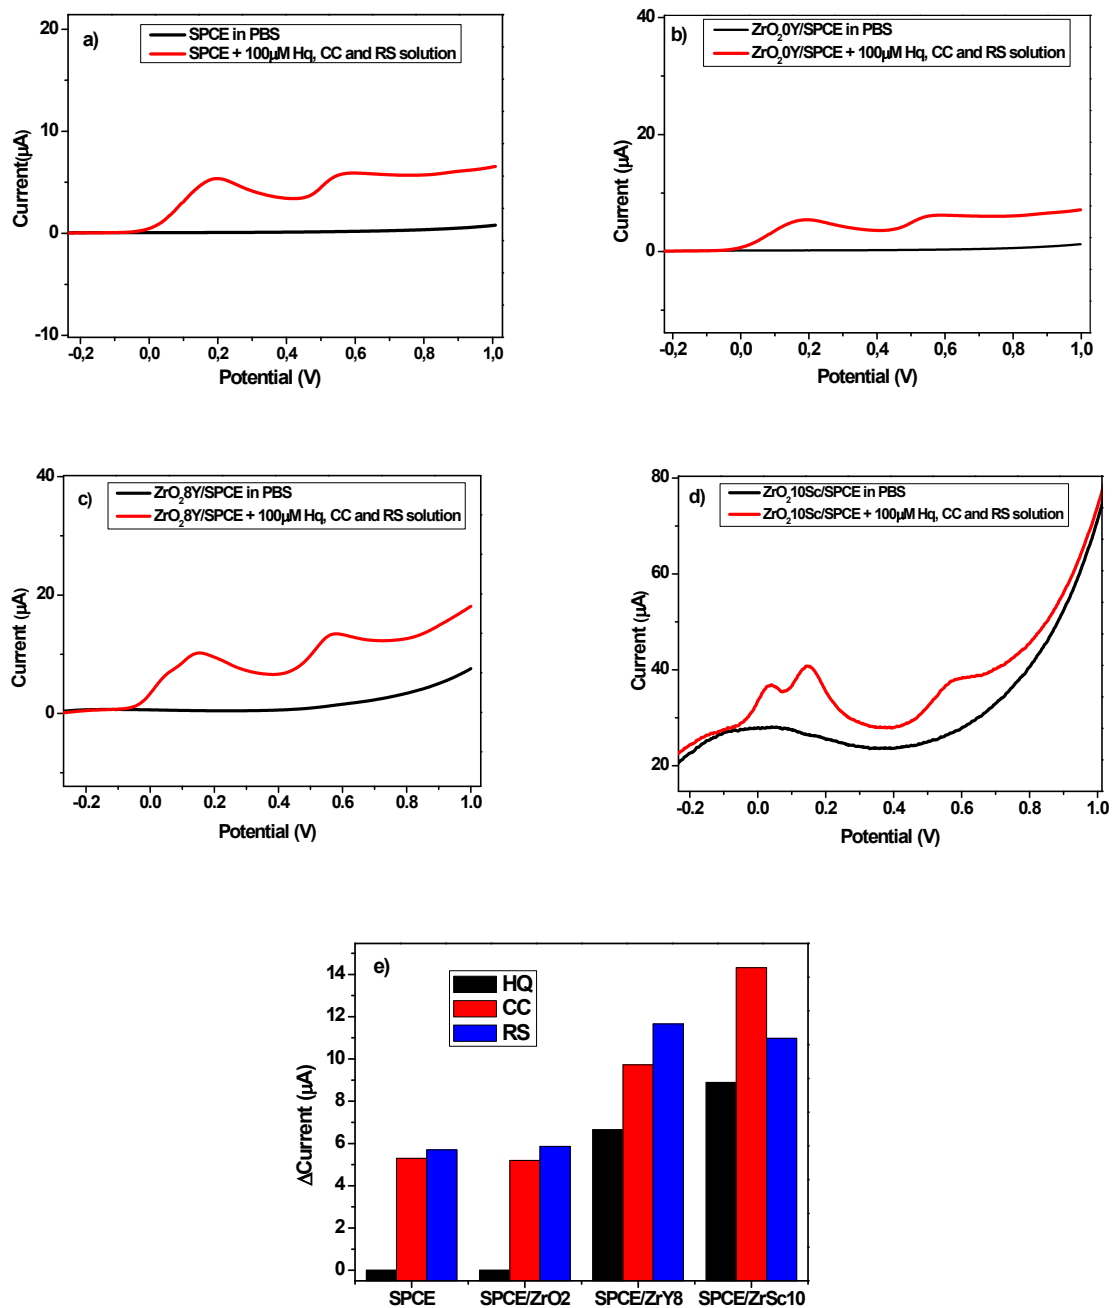 a)
SPCE in PBS
SPCE + 100µM Hq, CC and RS solution
20
10
0
-10
Current(µA)
-0,2 0,0 0,2 0,4 0,6 0,8 1,0
Potential (V)
b)
ZrO₂0Y/SPCE in PBS
ZrO₂0Y/SPCE + 100µM Hq, CC and RS solution
40
20
0
Current (µA)
-0,2 0,0 0,2 0,4 0,6 0,8 1,0
Potential (V)
c)
ZrO₂8Y/SPCE in PBS
ZrO₂8Y/SPCE + 100µM Hq, CC and RS solution
40
20
0
Current (µA)
-0.2 0.0 0.2 0.4 0.6 0.8 1.0
Potential (V)
d)
ZrO₂10Sc/SPCE in PBS
ZrO₂10Sc/SPCE + 100µM Hq, CC and RS solution
80
60
40
20
Current (µA)
-0.2 0.0 0.2 0.4 0.6 0.8 1.0
Potential (V)
e)
HQ
CC
RS
14
12
10
8
6
4
2
0
ΔCurrent (µA)
SPCE SPCE/ZrO2 SPCE/ZrY8 SPCE/ZrSc10